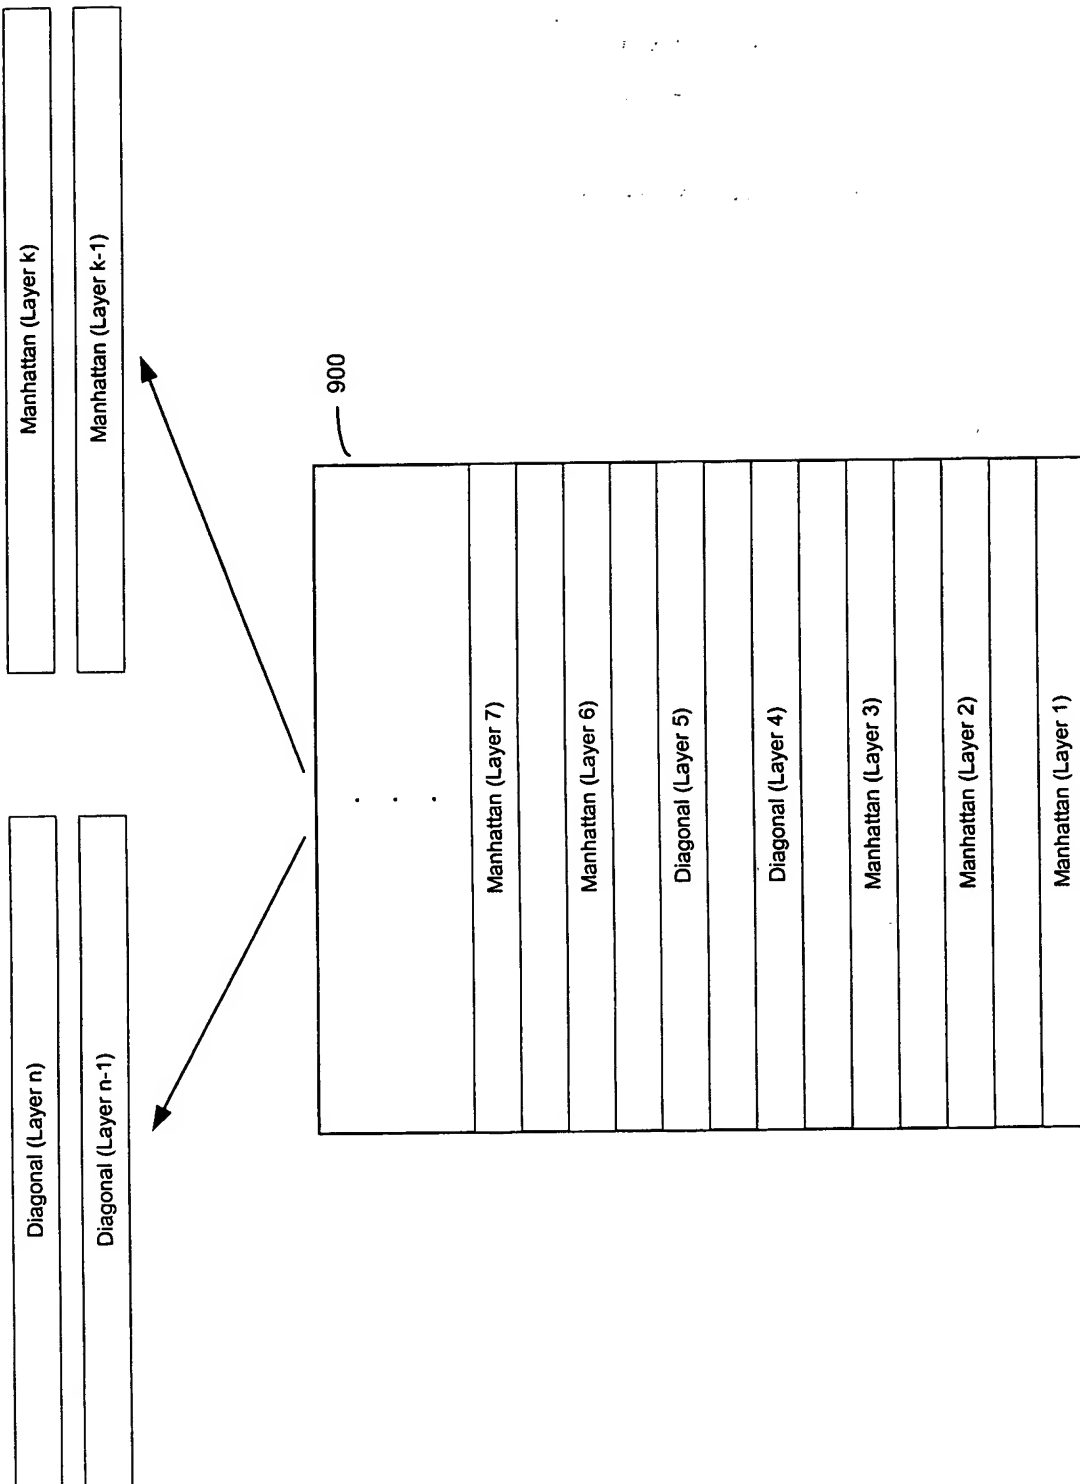 Diagonal (Layer n)
Diagonal (Layer n-1)
Manhattan (Layer k)
Manhattan (Layer k-1)
900
. . .
Manhattan (Layer 7)
Manhattan (Layer 6)
Diagonal (Layer 5)
Diagonal (Layer 4)
Manhattan (Layer 3)
Manhattan (Layer 2)
Manhattan (Layer 1)